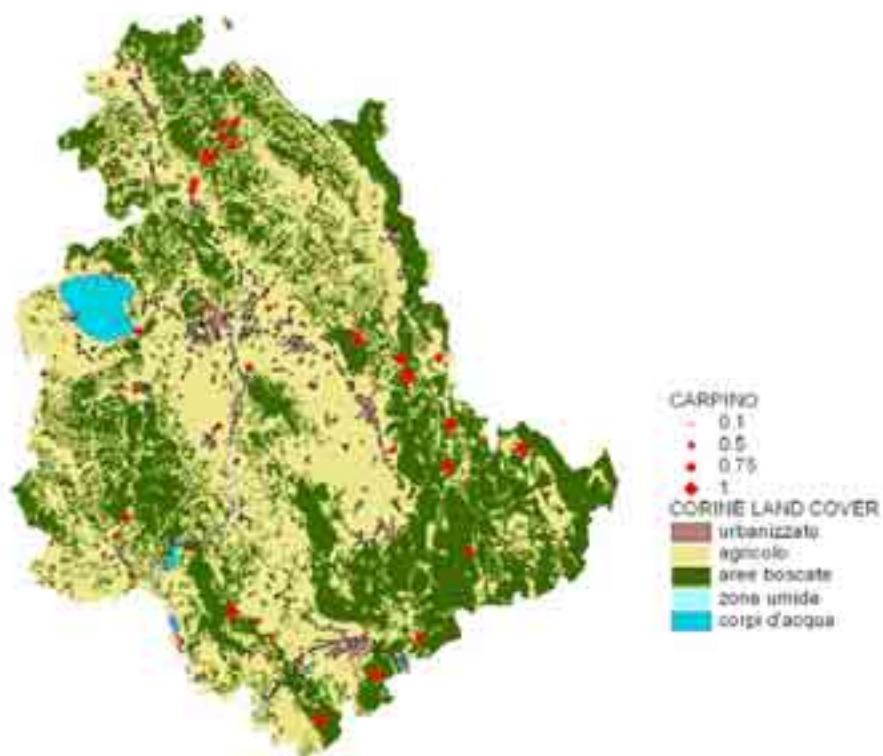 CARPINO
0.1
0.5
0.75
1
CORINE LAND COVER
urbanizzato
agricolo
aree boscate
zone umide
corpi d'acqua